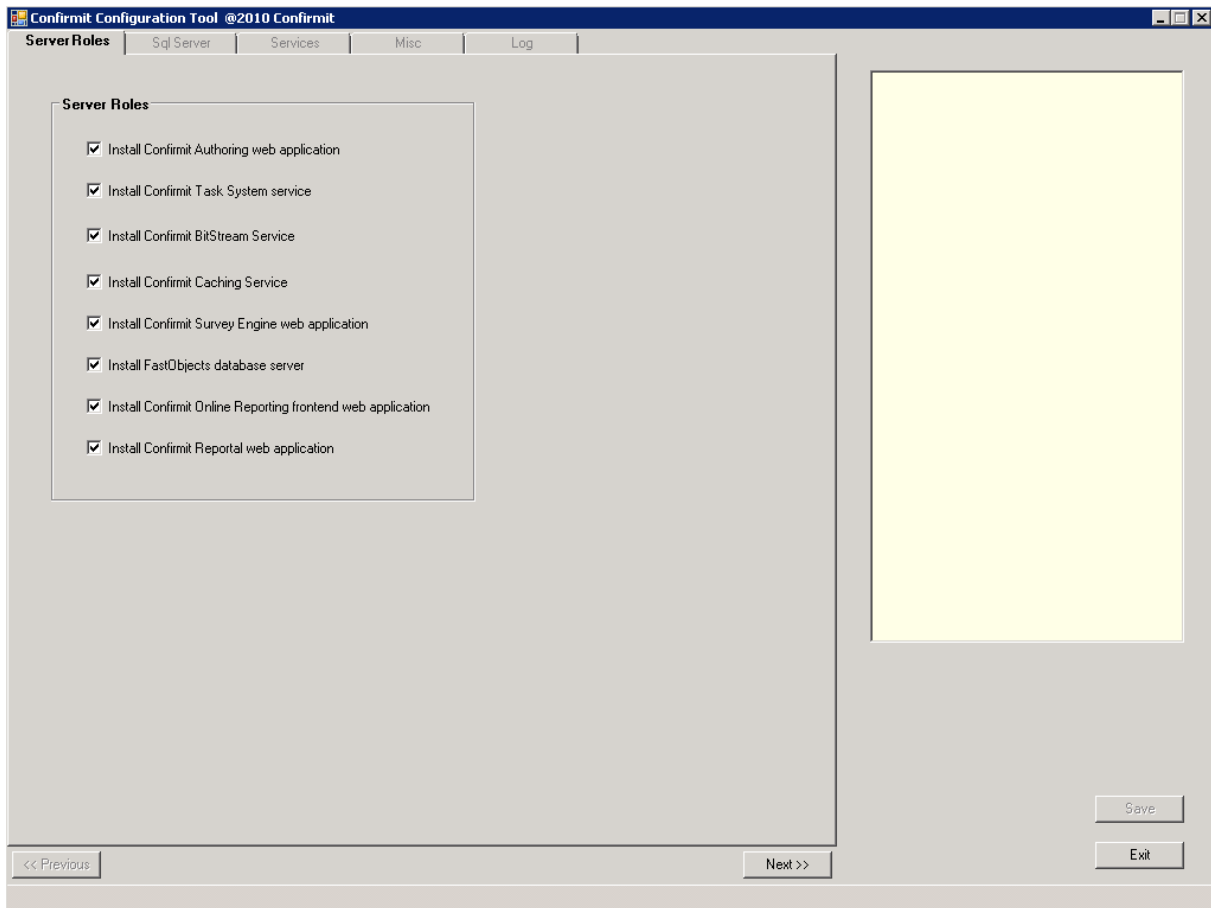 Confirmit Configuration Tool @2010 Confirmit
Server Roles Sql Server Services Misc Log
Server Roles
Install Confirmit Authoring web application
Install Confirmit Task System service
Install Confirmit BitStream Service
Install Confirmit Caching Service
Install Confirmit Survey Engine web application
Install FastObjects database server
Install Confirmit Online Reporting frontend web application
Install Confirmit Reportal web application
Save
<< Previous Next >> Exit